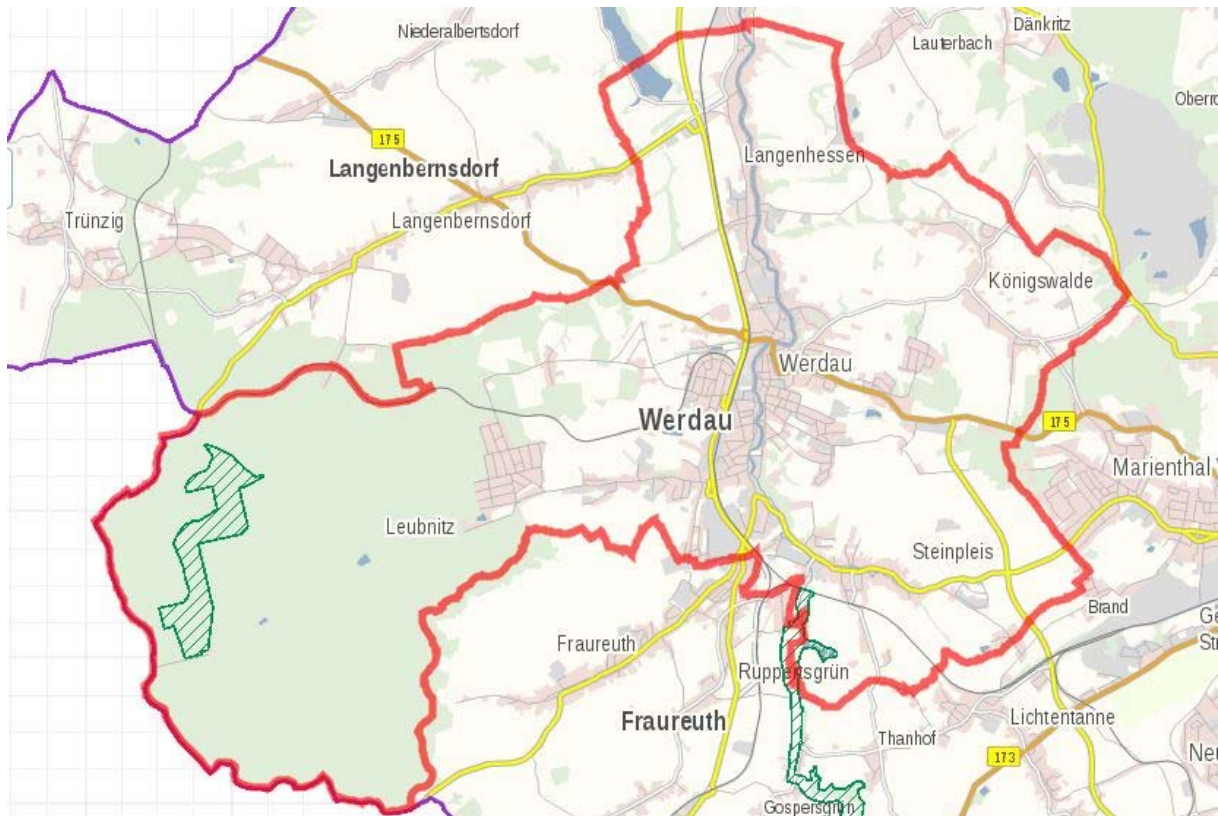 Niederalbertsdorf
Dänkritz
Lauterbach
175
Langenhessen
Langenbernsdorf
Trünzig
Langenbernsdorf
Königswalde
Werdau
Werdau
175
Marienthal
Leubnitz
Steinpleis
Brand
Fraureuth
Ruppertsgrün
Fraureuth
Lichtentanne
Thanhof
173
Gospersgrün